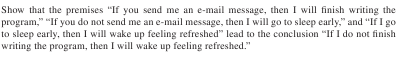 Show that the premises “If you send me an e-mail message, then I will finish writing the
program,” “If you do not send me an e-mail message, then I will go to sleep early,” and “If I go
to sleep early, then I will wake up feeling refreshed” lead to the conclusion “If I do not finish
writing the program, then I will wake up feeling refreshed.”